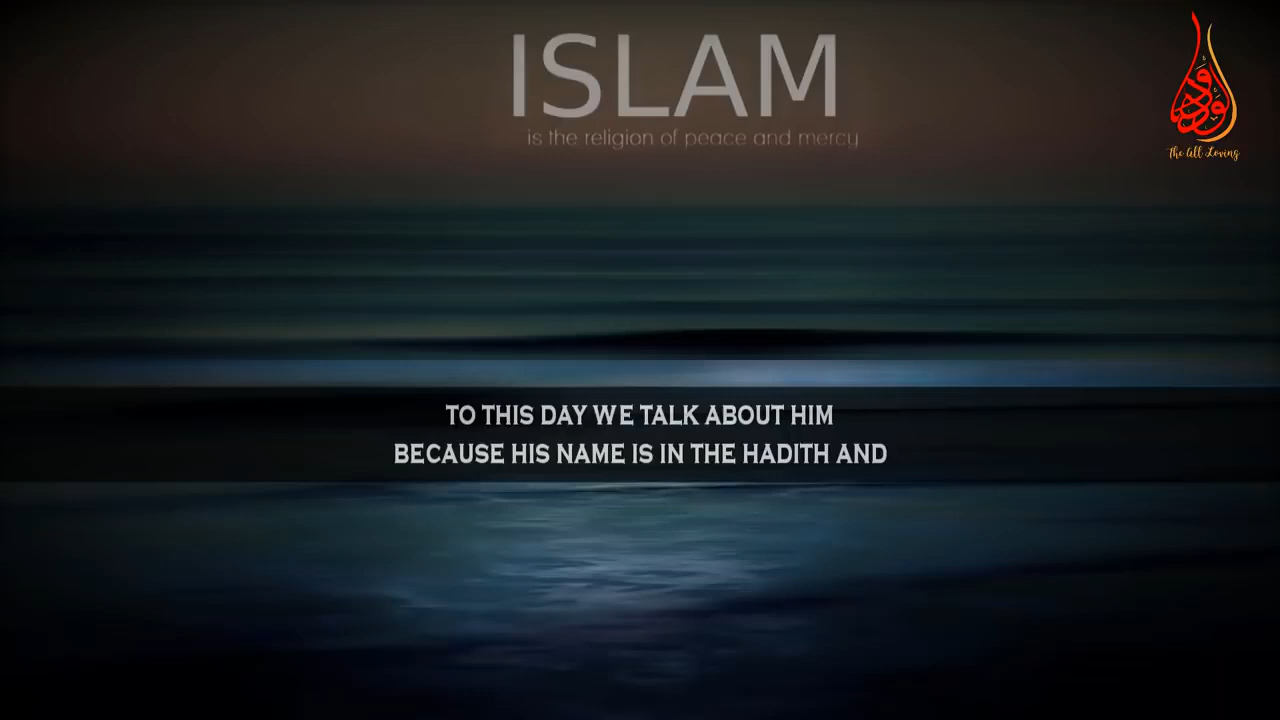 ISLAM
is the religion of peace and mercy
الودود
The All Loving
TO THIS DAY WE TALK ABOUT HIM
BECAUSE HIS NAME IS IN THE HADITH AND